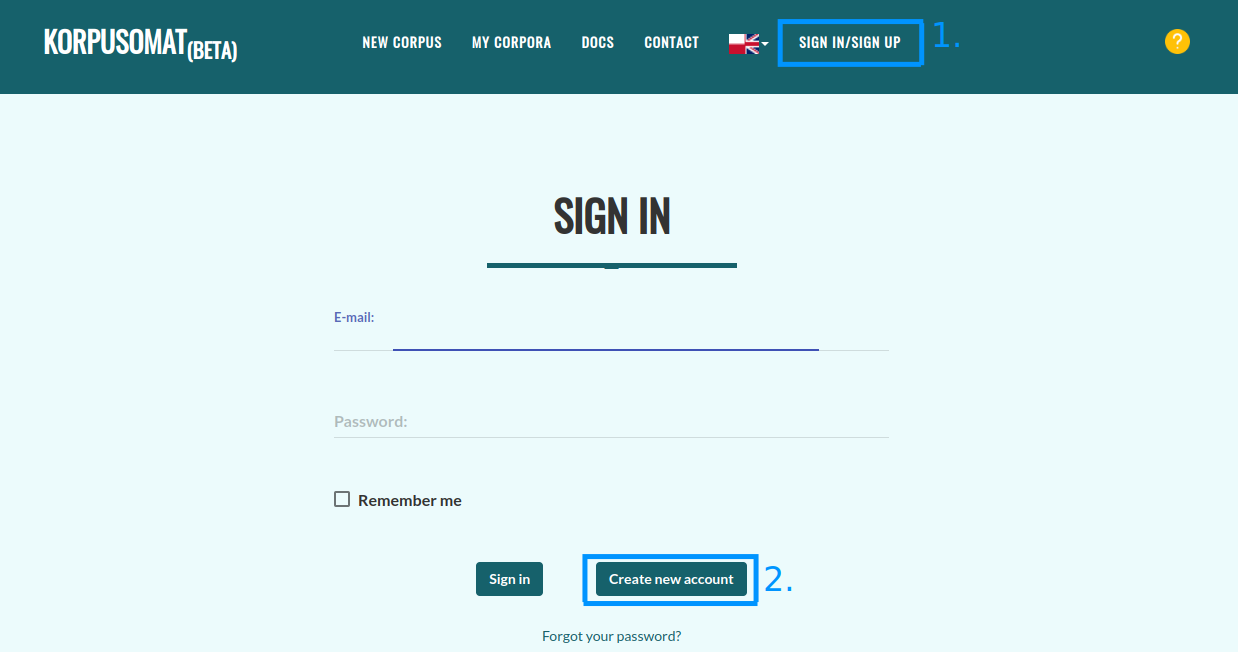 KORPUSOMAT(BETA) NEW CORPUS MY CORPORA DOCS CONTACT SIGN IN/SIGN UP 1. ?
SIGN IN
E-mail:
Password:
Remember me
Sign in Create new account 2.
Forgot your password?